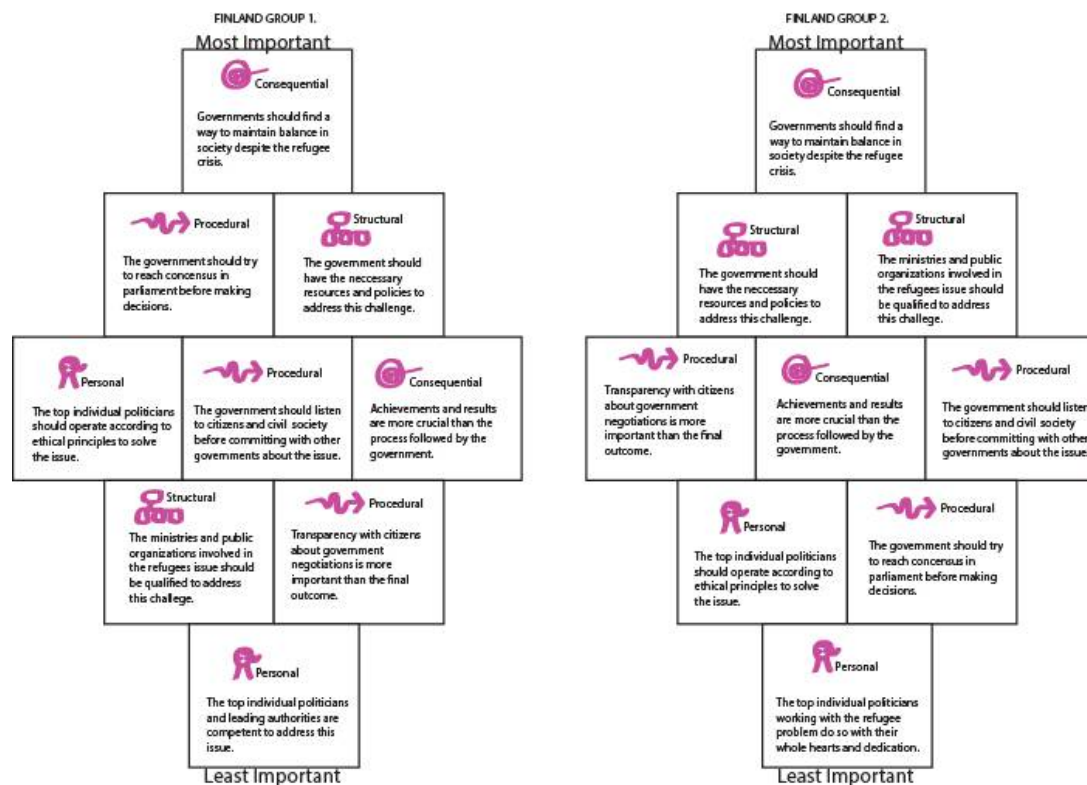 FINLAND GROUP 1.
Most Important
Consequential
Governments should find a
way to maintain balance in
society despite the refugee
crisis.
Procedural
The government should try
to reach concensus in
parliament before making
decisions.
Structural
The government should
have the neccessary
resources and policies to
address this challenge.
Personal
The top individual politicians
should operate according to
ethical principles to solve
the issue.
Procedural
The government should listen
to citizens and civil society
before committing with other
governments about the issue.
Consequential
Achievements and results
are more crucial than the
process followed by the
government.
Structural
The ministries and public
organizations involved in
the refugees issue should
be qualified to address
this challege.
Procedural
Transparency with citizens
about government
negotiations is more
important than the final
outcome.
Personal
The top individual politicians
and leading authorities are
competent to address this
issue.
Least Important
FINLAND GROUP 2.
Most Important
Consequential
Governments should find a
way to maintain balance in
society despite the refugee
crisis.
Structural
The government should
have the neccessary
resources and policies to
address this challenge.
Structural
The ministries and public
organizations involved in
the refugees issue should
be qualified to address
this challege.
Procedural
Transparency with citizens
about government
negotiations is more
important than the final
outcome.
Consequential
Achievements and results
are more crucial than the
process followed by the
government.
Procedural
The government should listen
to citizens and civil society
before committing with other
governments about the issue.
Personal
The top individual politicians
should operate according to
ethical principles to solve
the issue.
Procedural
The government should try
to reach concensus in
parliament before making
decisions.
Personal
The top individual politicians
working with the refugee
problem do so with their
whole hearts and dedication.
Least Important